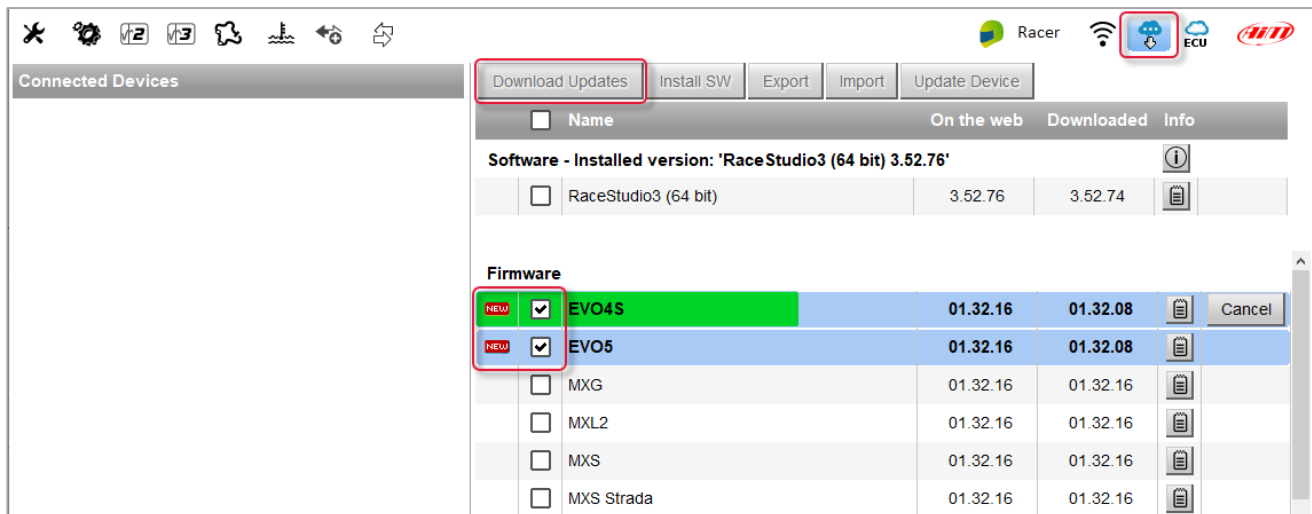 2 3 Racer ECU AiM
Connected Devices
Download Updates Install SW Export Import Update Device
Name On the web Downloaded Info
Software - Installed version: 'RaceStudio3 (64 bit) 3.52.76'
RaceStudio3 (64 bit) 3.52.76 3.52.74
Firmware
NEW EVO4S 01.32.16 01.32.08 Cancel
NEW EVO5 01.32.16 01.32.08
MXG 01.32.16 01.32.16
MXL2 01.32.16 01.32.16
MXS 01.32.16 01.32.16
MXS Strada 01.32.16 01.32.16